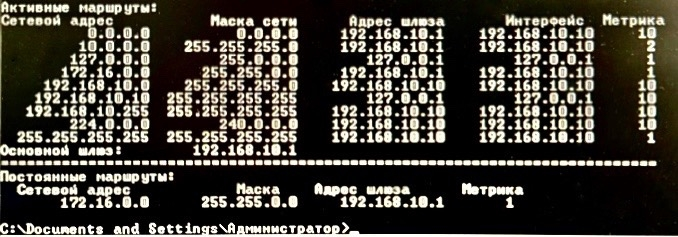 Активные маршруты:
Сетевой адрес Маска сети Адрес шлюза Интерфейс Метрика
0.0.0.0 0.0.0.0 192.168.10.1 192.168.10.10 10
10.0.0.0 255.255.255.0 192.168.10.1 192.168.10.10 2
127.0.0.0 255.0.0.0 127.0.0.1 127.0.0.1 1
172.16.0.0 255.255.0.0 192.168.10.1 192.168.10.10 1
192.168.10.0 255.255.255.0 192.168.10.10 192.168.10.10 10
192.168.10.10 255.255.255.255 127.0.0.1 127.0.0.1 10
192.168.10.255 255.255.255.255 192.168.10.10 192.168.10.10 10
224.0.0.0 240.0.0.0 192.168.10.10 192.168.10.10 10
255.255.255.255 255.255.255.255 192.168.10.10 192.168.10.10 1
Основной шлюз: 192.168.10.1
Постоянные маршруты:
Сетевой адрес Маска Адрес шлюза Метрика
172.16.0.0 255.255.0.0 192.168.10.1 1
C:\Documents and Settings\Администратор>_